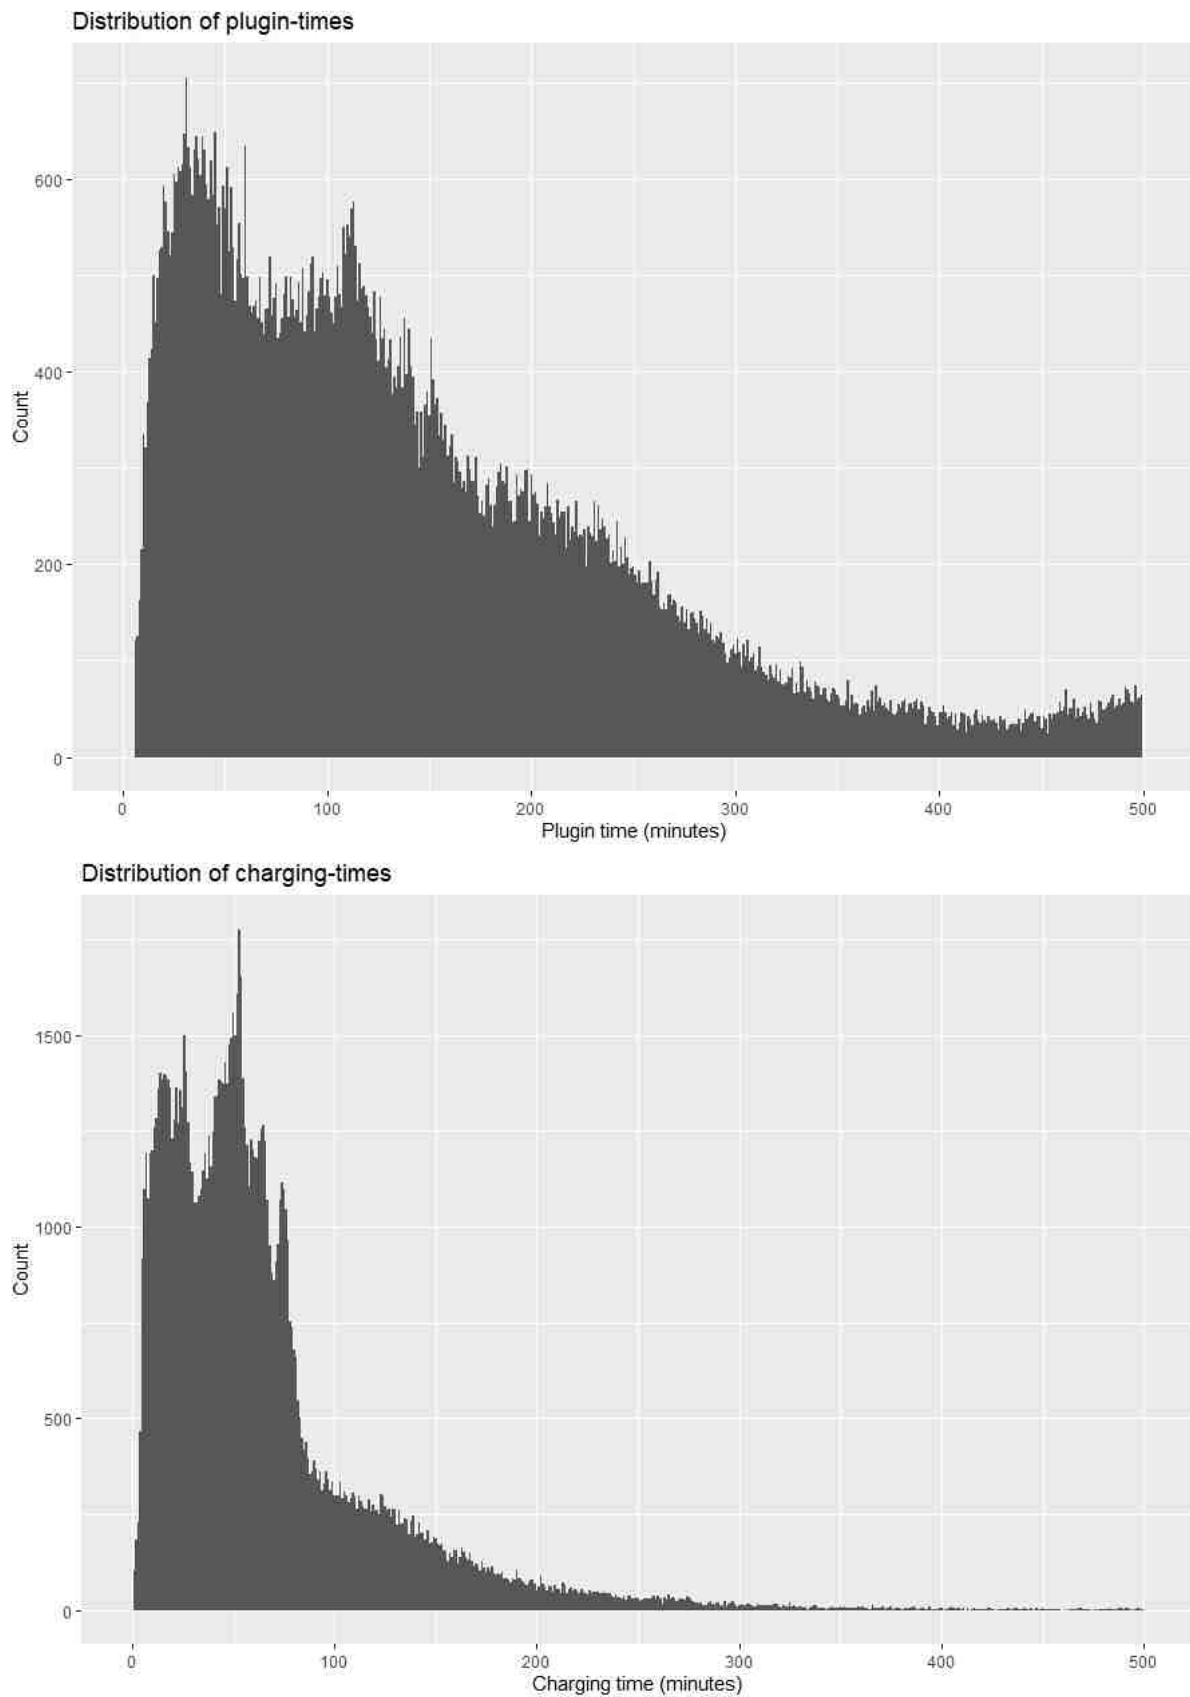 Distribution of plugin-times
600
400
200
0
Count
0 100 200 300 400 500
Plugin time (minutes)
Distribution of charging-times
1500
1000
500
0
Count
0 100 200 300 400 500
Charging time (minutes)